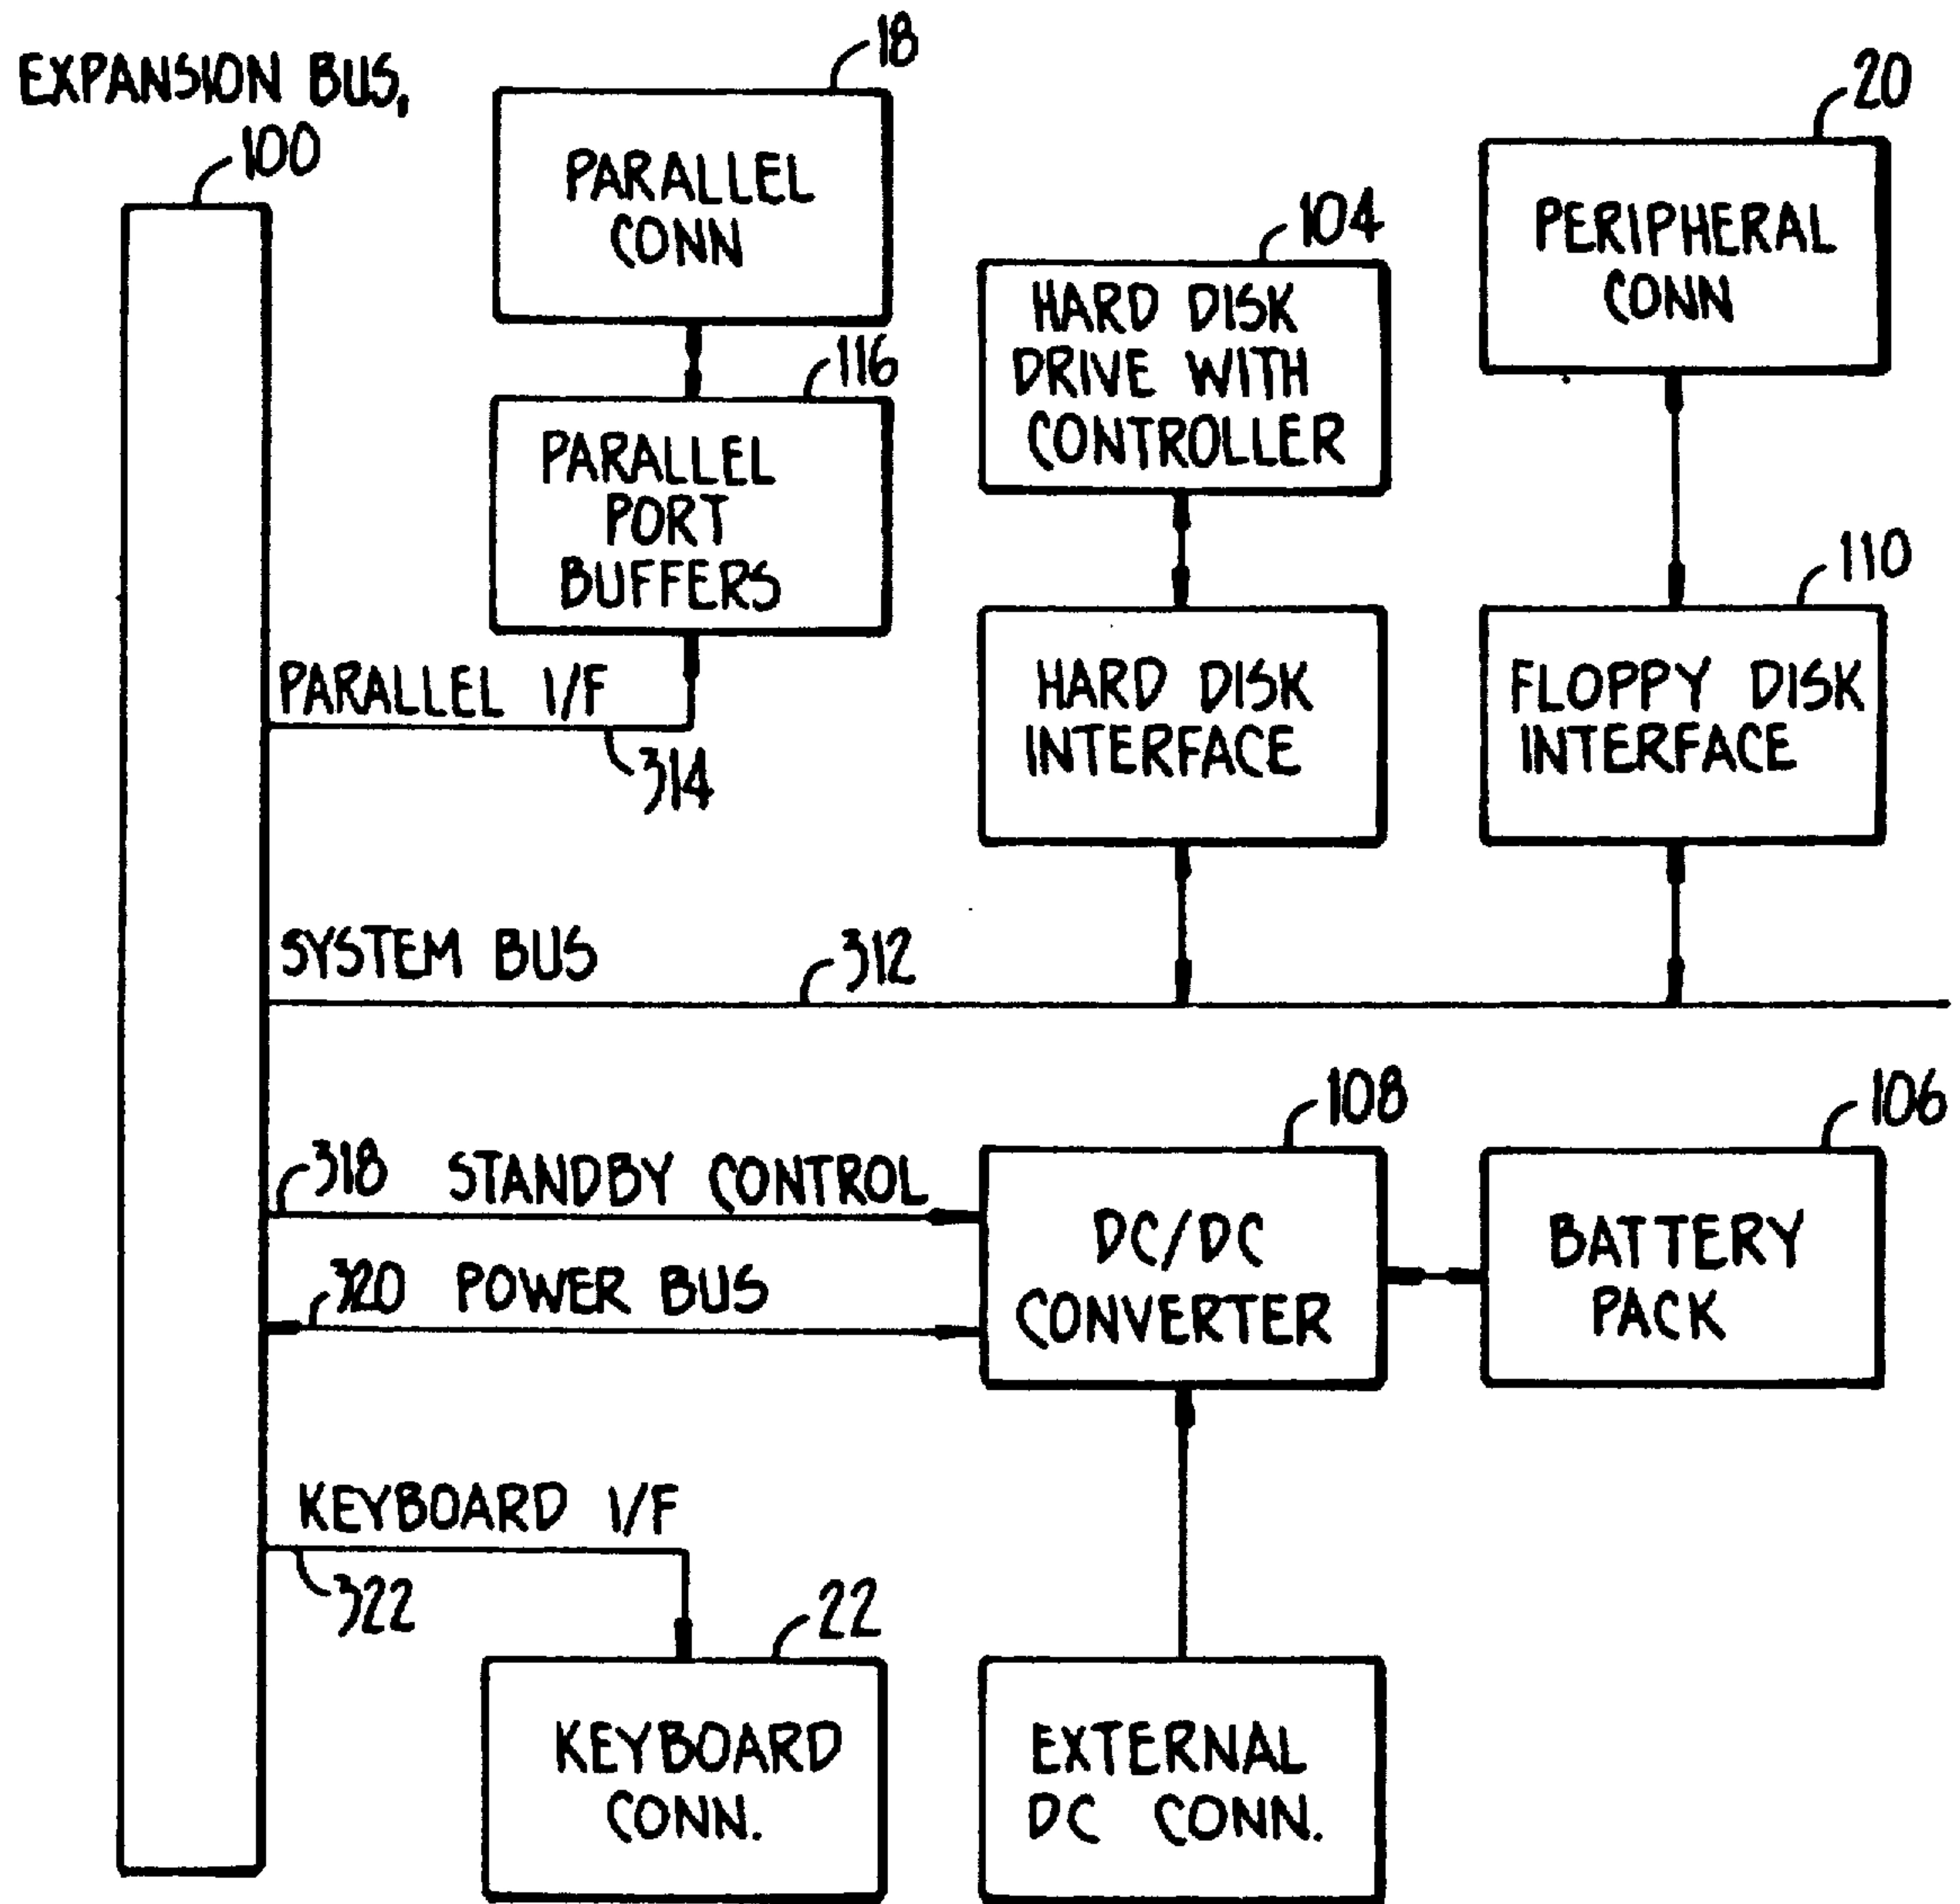 EXPANSION BUS,
100
18
PARALLEL
CONN
116
PARALLEL
PORT
BUFFERS
104
HARD DISK
DRIVE WITH
CONTROLLER
20
PERIPHERAL
CONN
HARD DISK
INTERFACE
110
FLOPPY DISK
INTERFACE
PARALLEL I/F
314
SYSTEM BUS
312
318 STANDBY CONTROL
320 POWER BUS
108
DC/DC
CONVERTER
106
BATTERY
PACK
KEYBOARD I/F
322
22
KEYBOARD
CONN.
EXTERNAL
DC CONN.